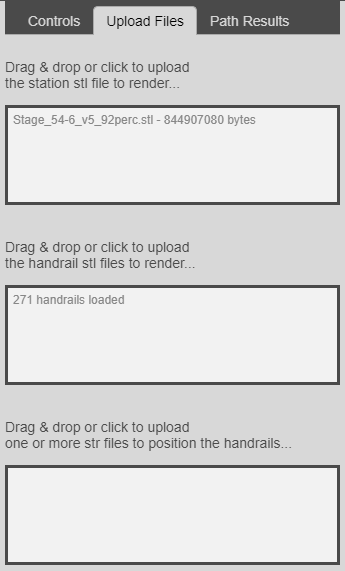 Controls Upload Files Path Results
Drag & drop or click to upload
the station stl file to render...
Stage_54-6_v5_92perc.stl - 844907080 bytes
Drag & drop or click to upload
the handrail stl files to render...
271 handrails loaded
Drag & drop or click to upload
one or more str files to position the handrails...